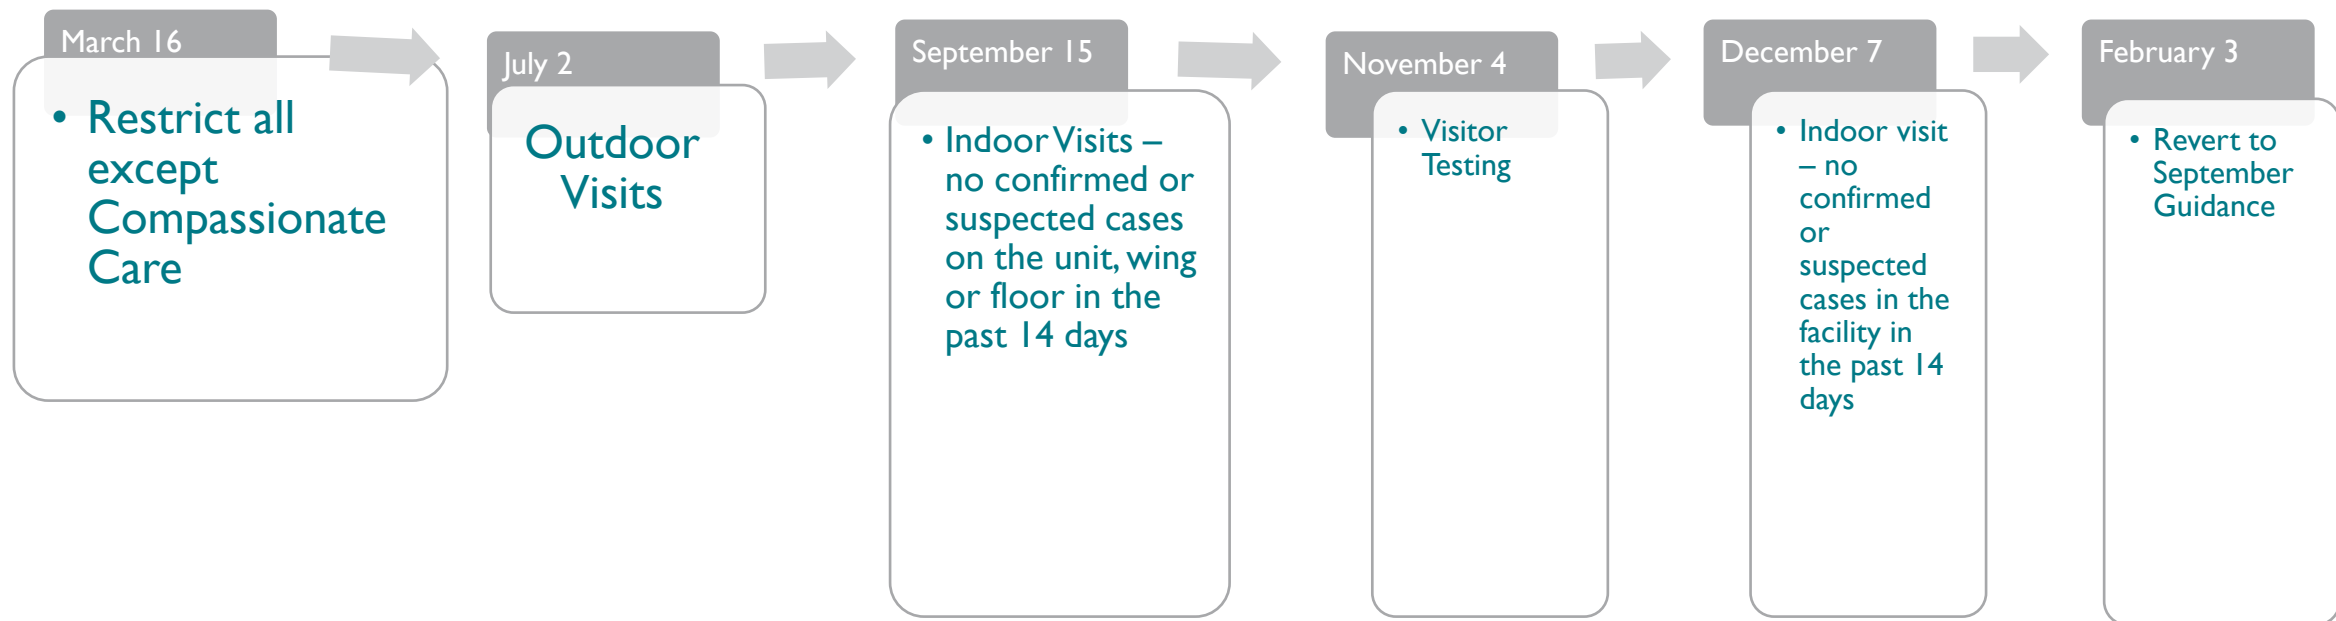 March 16
• Restrict all
except
Compassionate
Care
July 2
Outdoor
Visits
September 15
• Indoor Visits –
no confirmed or
suspected cases
on the unit, wing
or floor in the
past 14 days
November 4
• Visitor
Testing
December 7
• Indoor visit
– no
confirmed
or
suspected
cases in the
facility in
the past 14
days
February 3
• Revert to
September
Guidance